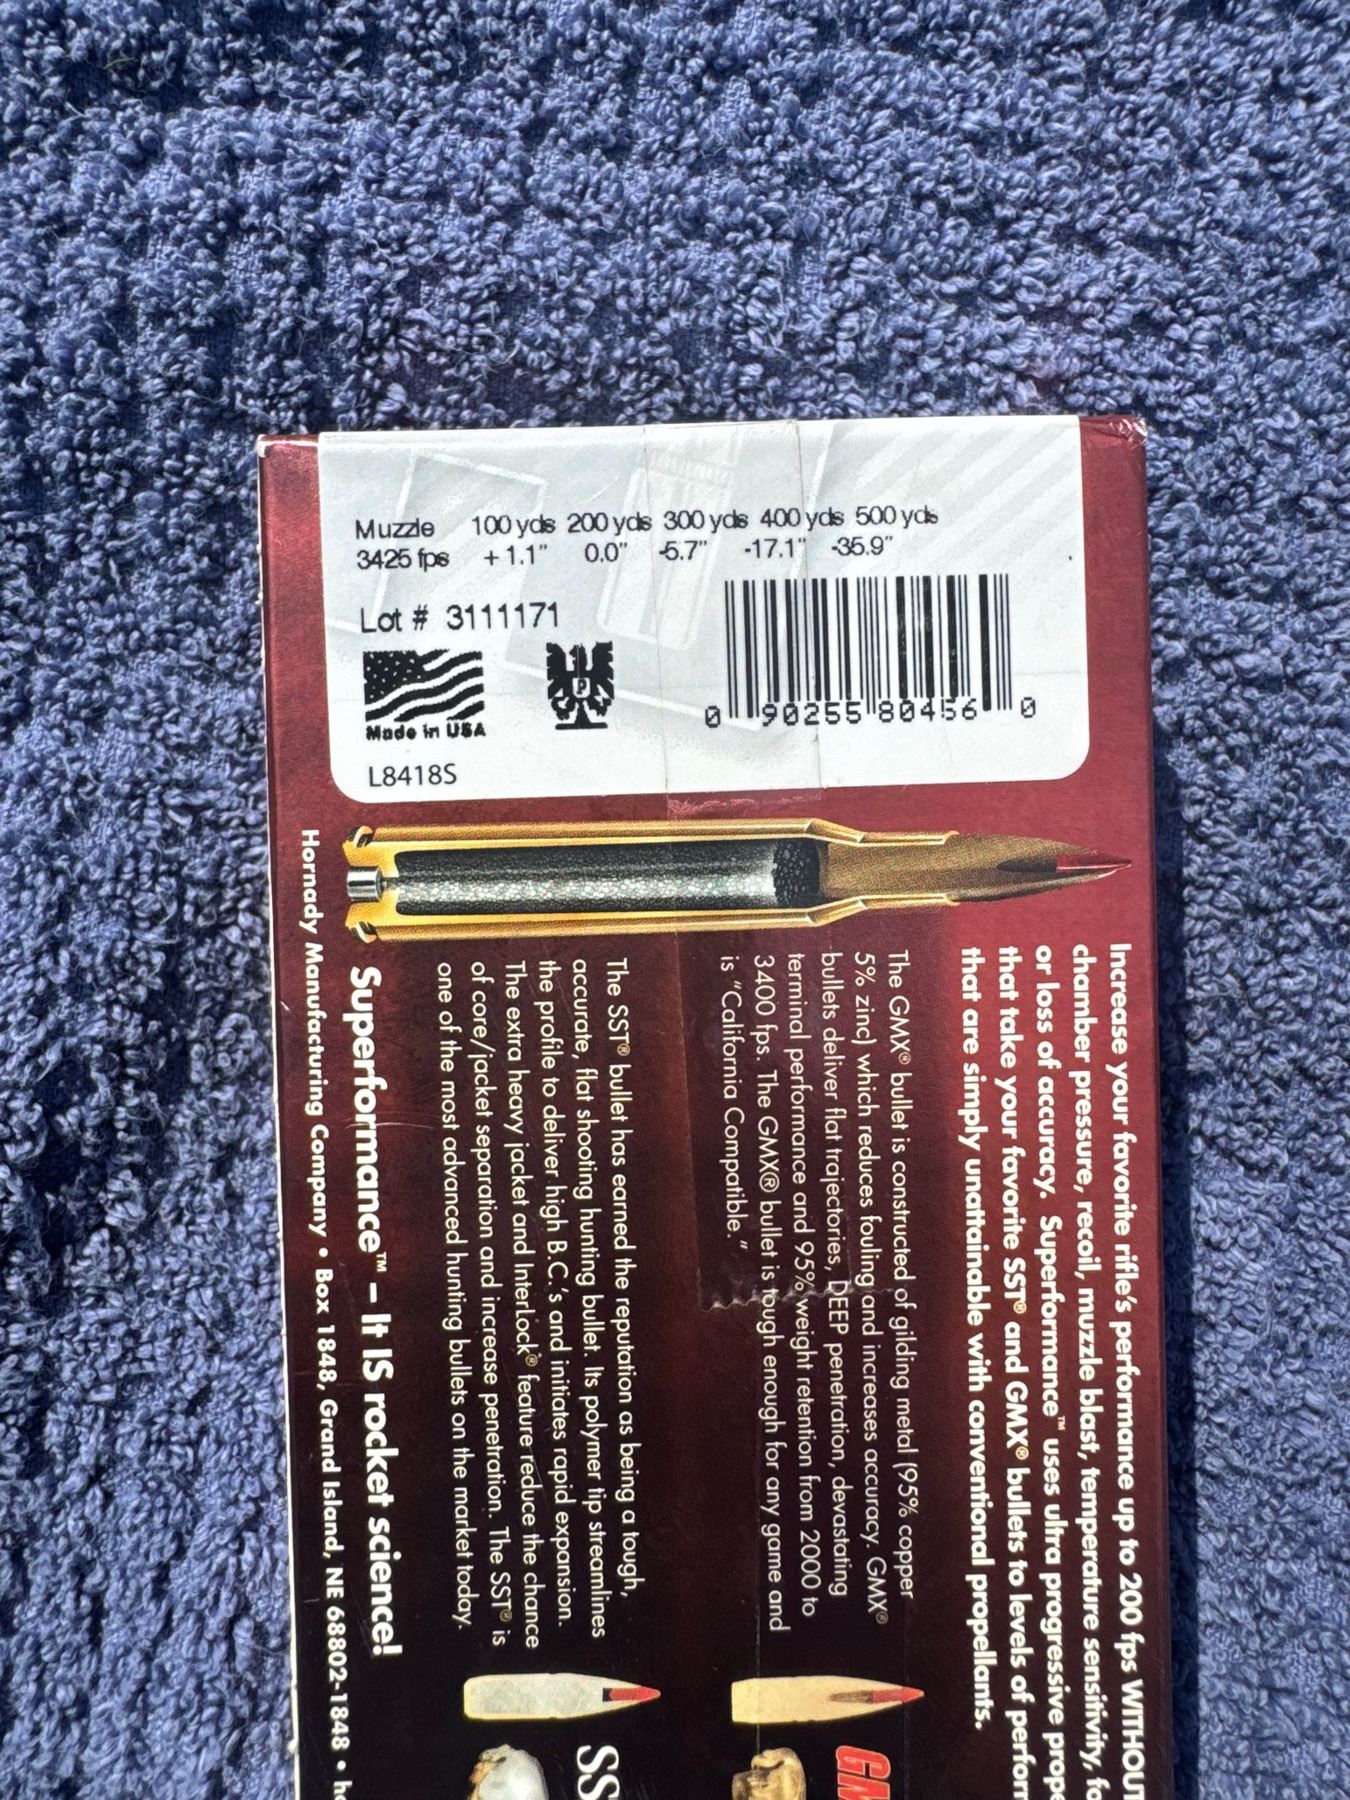 Muzzle 100 yds 200 yds 300 yds 400 yds 500 yds
3425 fps + 1.1" 0.0" -5.7" -17.1" -35.9"
Lot # 3111171
P
Made in USA
0 90255 80456 0
L8418S
Increase your favorite rifle's performance up to 200 fps WITHOUT
chamber pressure, recoil, muzzle blast, temperature sensitivity,
or loss of accuracy. Superformance™ uses ultra progressive
that take your favorite SST® and GMX® bullets to levels of
that are simply unattainable with conventional propellants.
The GMX® bullet is constructed of gilding metal (95% copper
5% zinc) which reduces fouling and increases accuracy. GMX®
bullets deliver flat trajectories, DEEP penetration, devastating
terminal performance and 95% weight retention from 2000 to
3400 fps. The GMX® bullet is tough enough for any game and
is "California Compatible."
The SST® bullet has earned the reputation as being a tough,
accurate, flat shooting hunting bullet. Its polymer tip streamlines
the profile to deliver high B.C.'s and initiates rapid expansion.
The extra heavy jacket and InterLock® feature reduce the chance
of core/jacket separation and increase penetration. The SST® is
one of the most advanced hunting bullets on the market today.
Superformance™ – It IS rocket science!
Hornady Manufacturing Company • Box 1848, Grand Island, NE 68802-1848 •